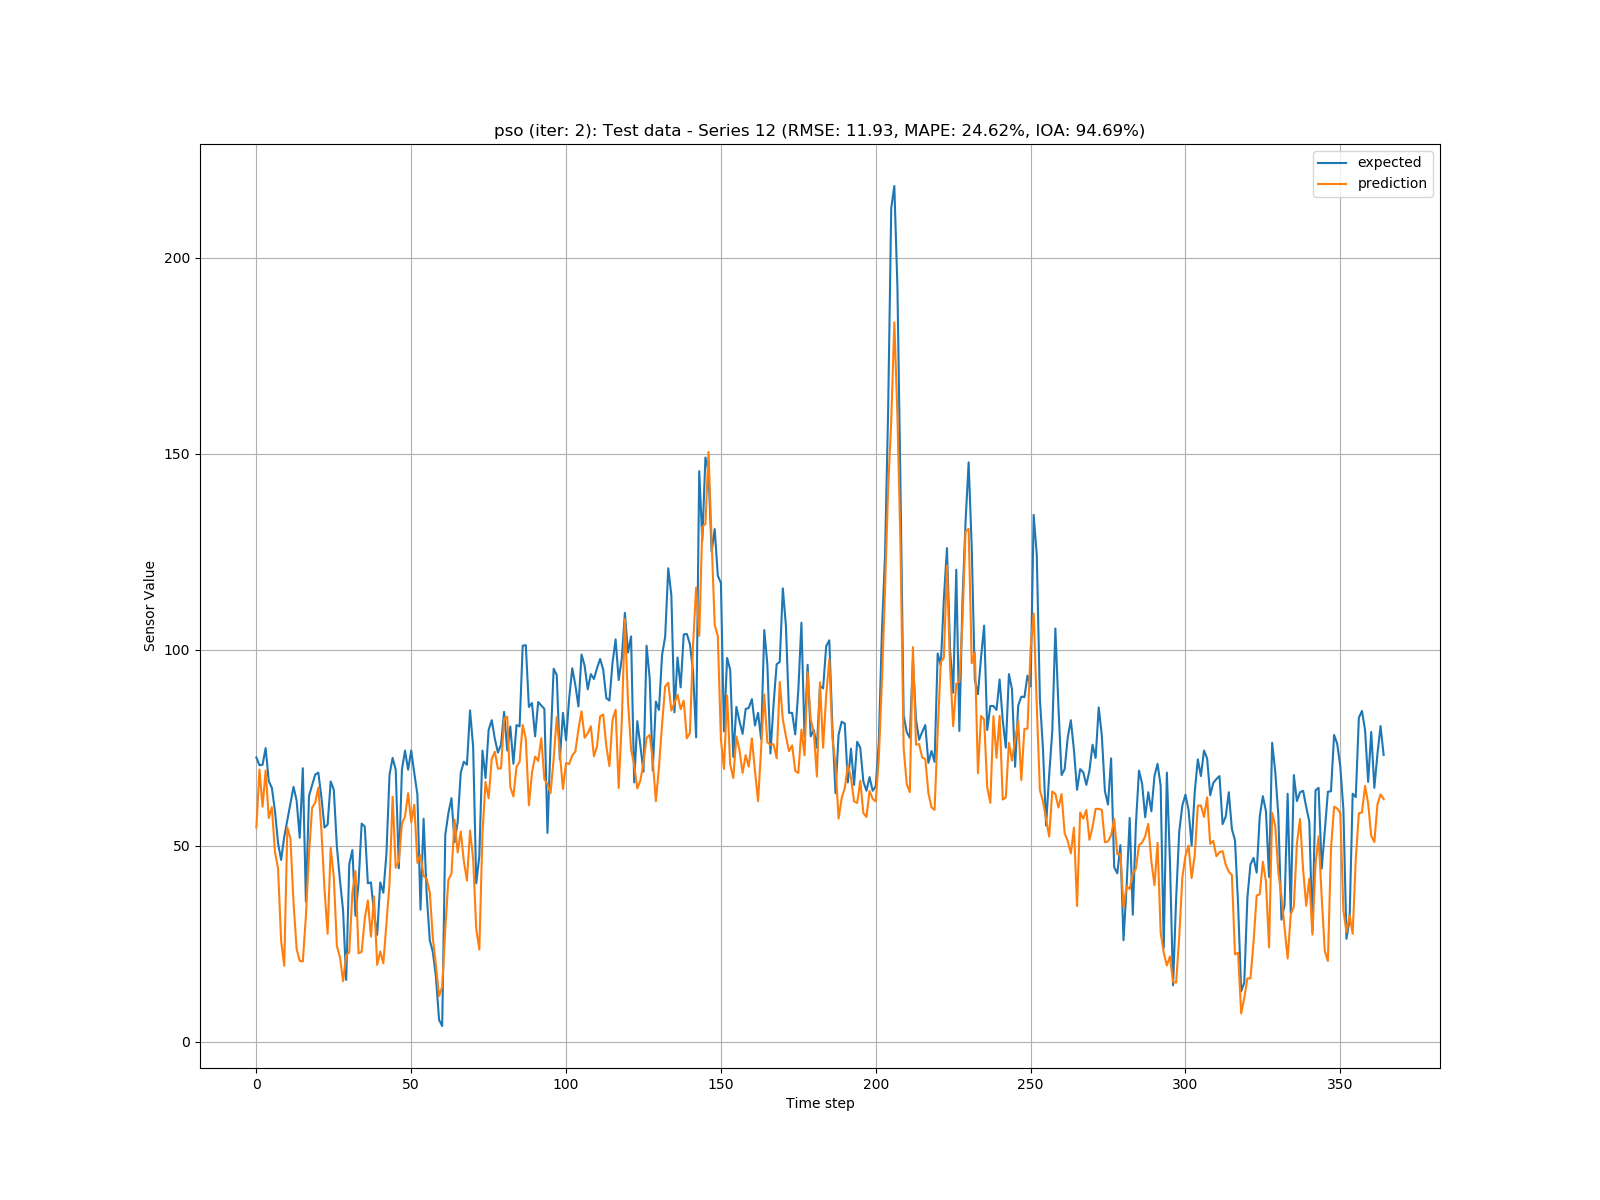 pso (iter: 2): Test data - Series 12 (RMSE: 11.93, MAPE: 24.62%, IOA: 94.69%)
expected
prediction
200
150
100
50
0
Sensor Value
0 50 100 150 200 250 300 350
Time step